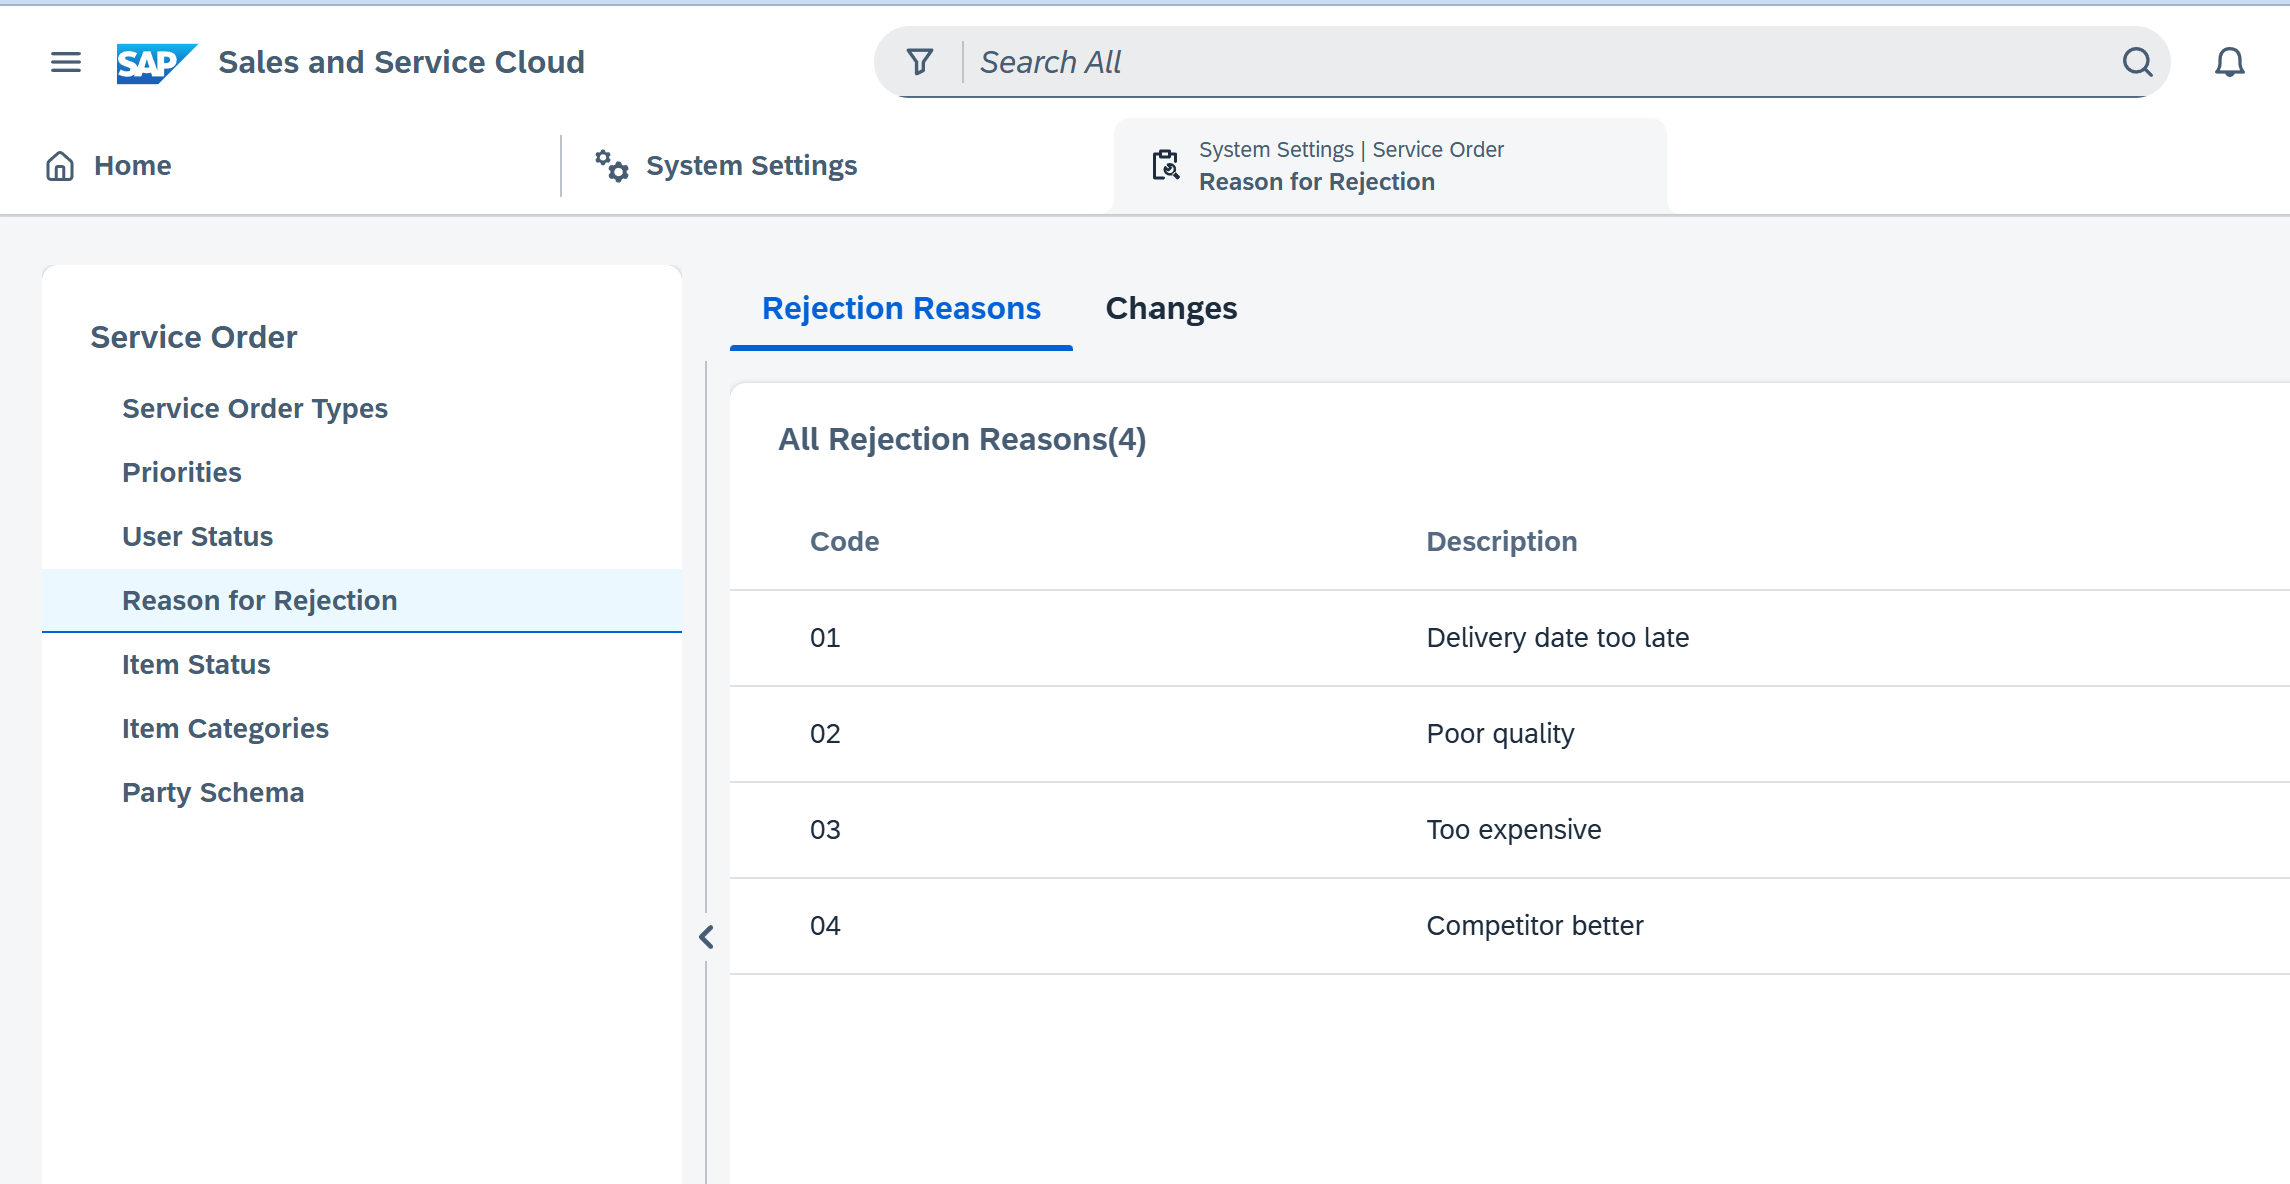 SAP Sales and Service Cloud
Search All
Home
System Settings
System Settings | Service Order
Reason for Rejection
Service Order
Service Order Types
Priorities
User Status
Reason for Rejection
Item Status
Item Categories
Party Schema
Rejection Reasons Changes
All Rejection Reasons(4)
Code Description
01 Delivery date too late
02 Poor quality
03 Too expensive
04 Competitor better